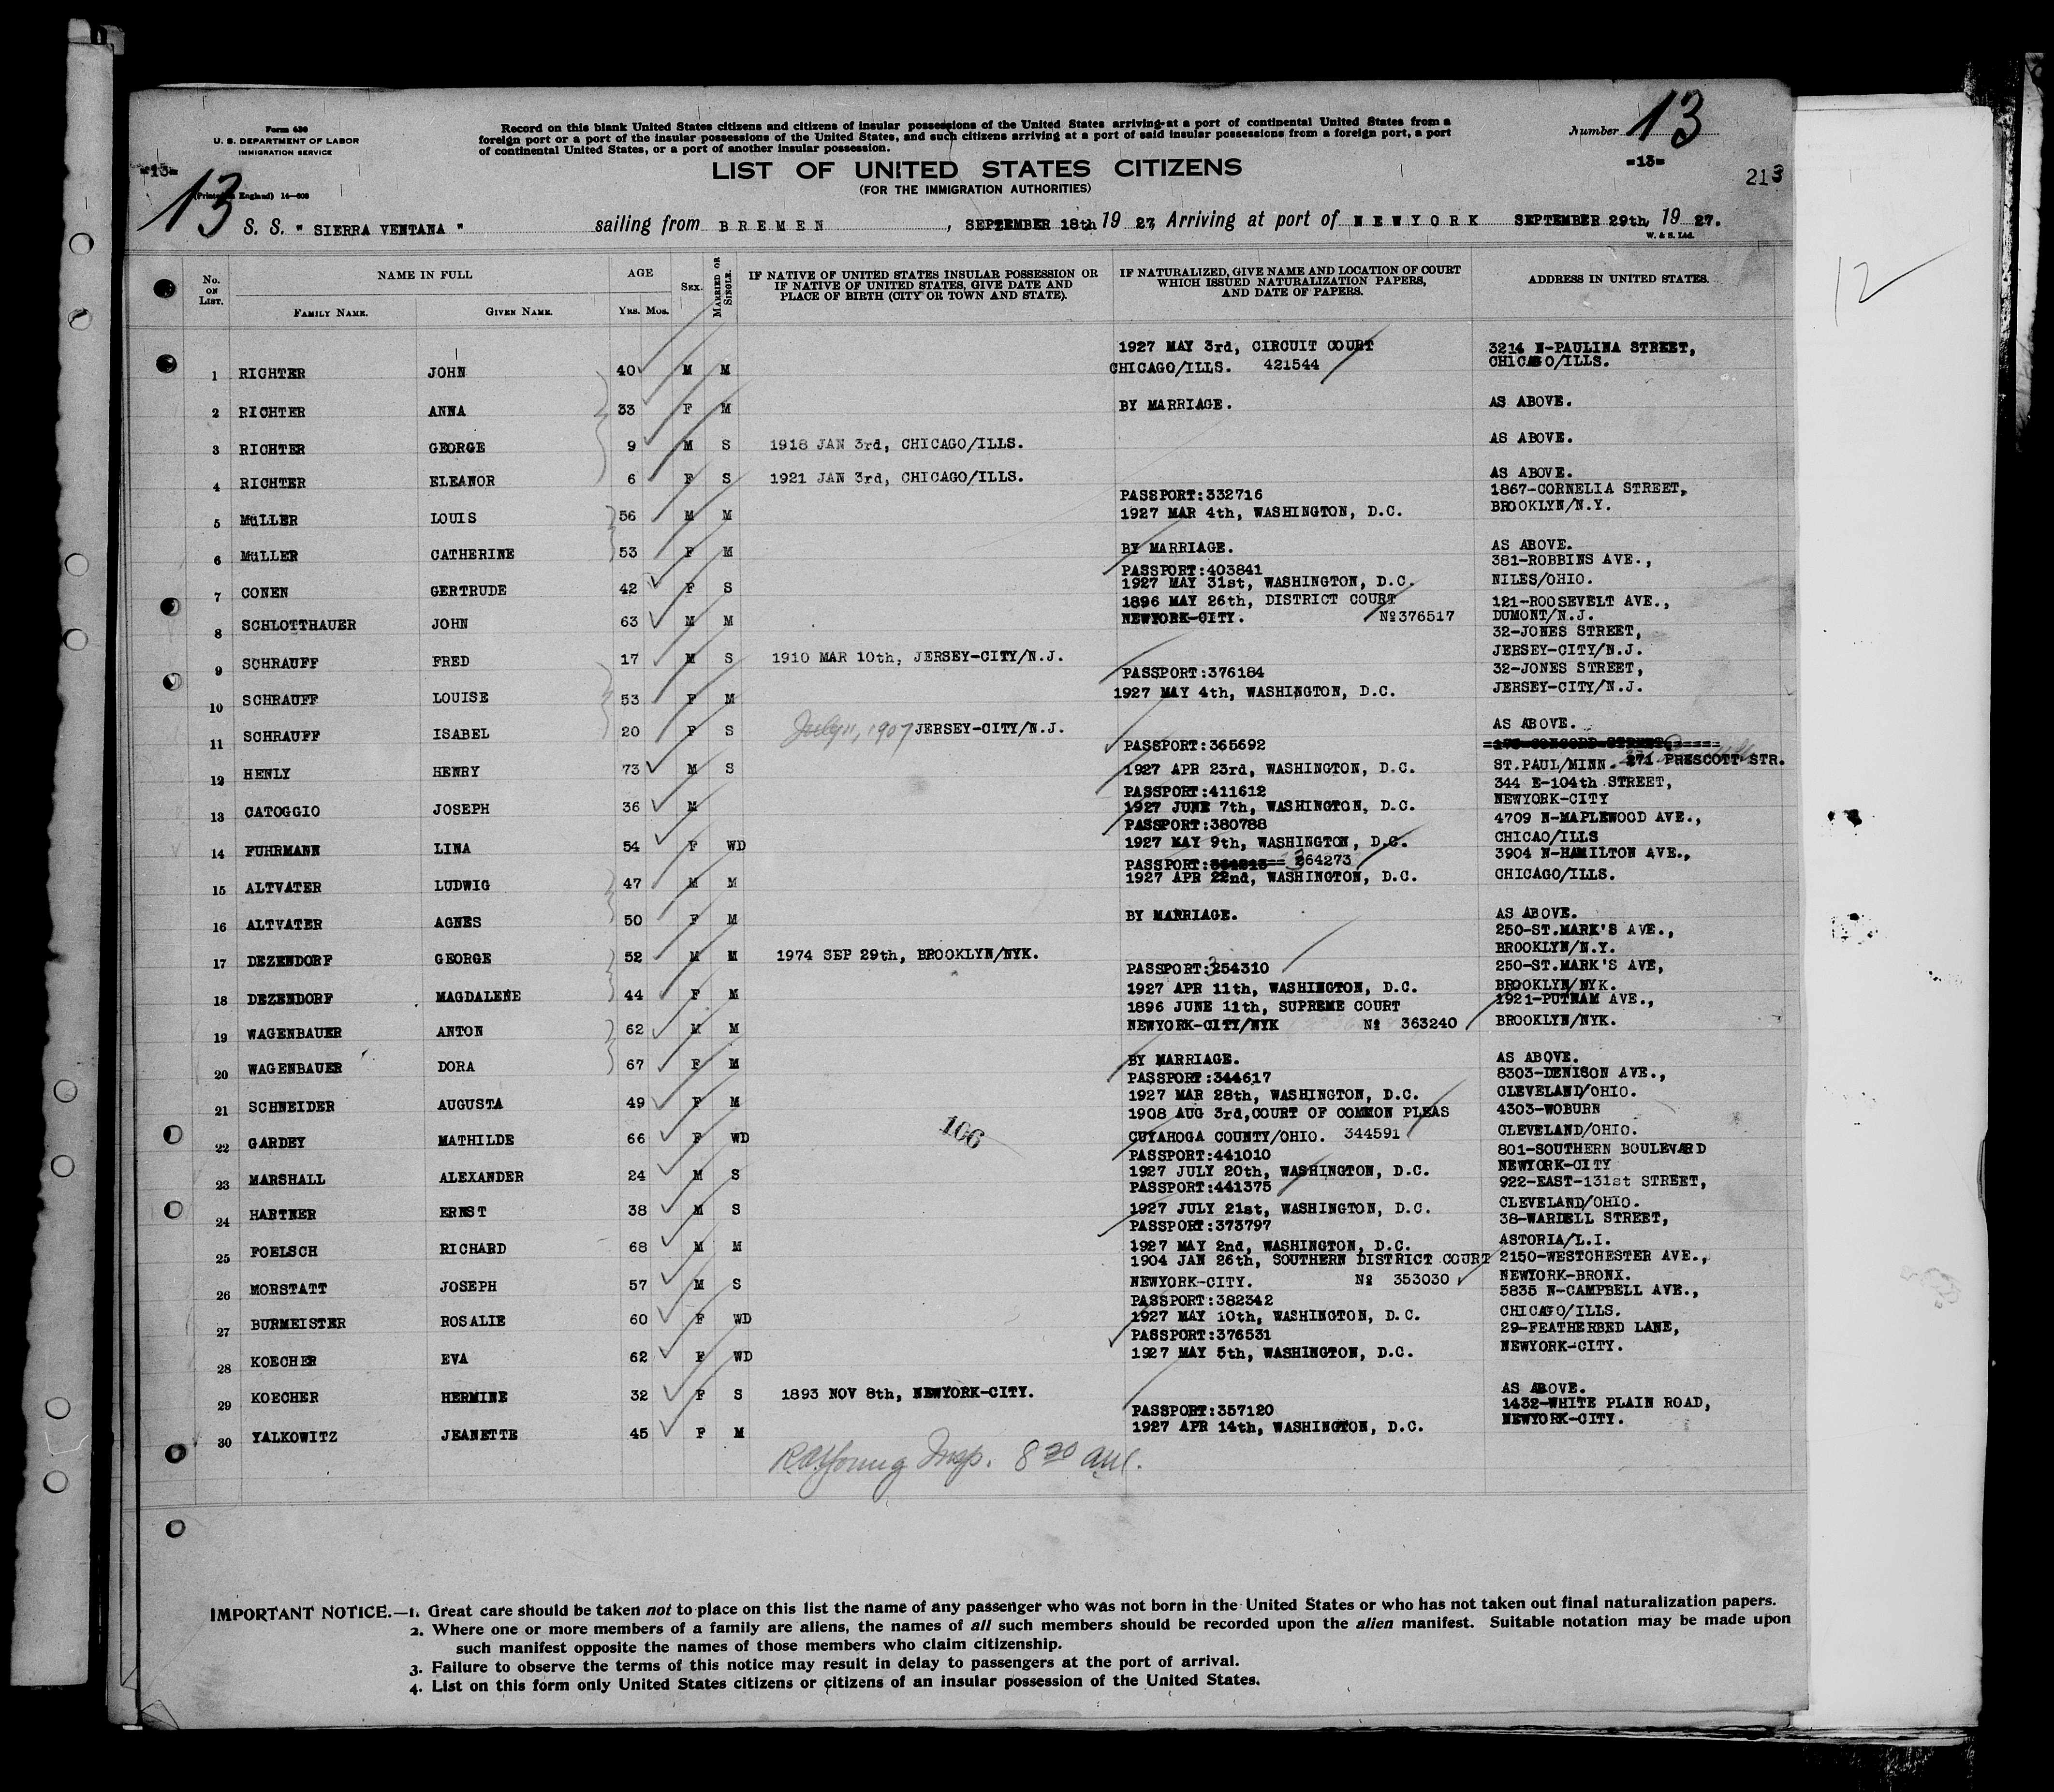 Form 630
U. S. DEPARTMENT OF LABOR
IMMIGRATION SERVICE
Record on this blank United States citizens and citizens of insular possessions of the United States arriving at a port of continental United States from a
foreign port or a port of the insular possessions of the United States, and such citizens arriving at a port of said insular possessions from a foreign port, a port
of continental United States, or a port of another insular possession.
Number 13
=13= =13=
LIST OF UNITED STATES CITIZENS
(FOR THE IMMIGRATION AUTHORITIES)
213
13 England) 14—608
S. S. " SIERRA VENTANA " sailing from BREMEN, SEPTEMBER 18th 19 27, Arriving at port of NEWYORK SEPTEMBER 29th, 19 27.
W. & S. Ltd.
12
No. ON LIST. NAME IN FULL AGE SEX. MARRIED OR SINGLE. IF NATIVE OF UNITED STATES INSULAR POSSESSION OR IF NATIVE OF UNITED STATES, GIVE DATE AND PLACE OF BIRTH (CITY OR TOWN AND STATE). IF NATURALIZED, GIVE NAME AND LOCATION OF COURT WHICH ISSUED NATURALIZATION PAPERS, AND DATE OF PAPERS. ADDRESS IN UNITED STATES.
FAMILY NAME. GIVEN NAME. YRS. MOS.
1927 MAY 3rd, CIRCUIT COURT 3214 N-PAULINA STREET,
1 RICHTER JOHN 40 M M CHICAGO/ILLS. 421544 CHICAGO/ILLS.
2 RICHTER ANNA 33 F M BY MARRIAGE. AS ABOVE.
3 RICHTER GEORGE 9 M S 1918 JAN 3rd, CHICAGO/ILLS. AS ABOVE.
4 RICHTER ELEANOR 6 F S 1921 JAN 3rd, CHICAGO/ILLS. AS ABOVE.
PASSPORT:332716 1867-CORNELIA STREET,
5 MüLLER LOUIS 56 M M 1927 MAR 4th, WASHINGTON, D.C. BROOKLYN/N.Y.
6 MüLLER CATHERINE 53 F M BY MARRIAGE. AS ABOVE.
PASSPORT:403841 381-ROBBINS AVE.,
7 CONEN GERTRUDE 42 F S 1927 MAY 31st, WASHINGTON, D.C. NILES/OHIO.
1896 MAY 26th, DISTRICT COURT 121-ROOSEVELT AVE.,
8 SCHLOTTHAUER JOHN 63 M M NEWYORK-CITY. No376517 DUMONT/N.J.
32-JONES STREET,
9 SCHRAUFF FRED 17 M S 1910 MAR 10th, JERSEY-CITY/N.J. JERSEY-CITY/N.J.
PASSPORT:376184 32-JONES STREET,
10 SCHRAUFF LOUISE 53 F M 1927 MAY 4th, WASHINGTON, D.C. JERSEY-CITY/N.J.
11 SCHRAUFF ISABEL 20 F S July 11, 1907 JERSEY-CITY/N.J. AS ABOVE.
PASSPORT:365692 175-CONCORD STREET,
12 HENLY HENRY 73 M S 1927 APR 23rd, WASHINGTON, D.C. ST.PAUL/MINN. 271 PRESCOTT STR.
PASSPORT:411612 344 E-104th STREET,
13 CATOGGIO JOSEPH 36 M 1927 JUNE 7th, WASHINGTON, D.C. NEWYORK-CITY
PASSPORT:380788 4709 N-MAPLEWOOD AVE.,
14 FUHRMANN LINA 54 F WD 1927 MAY 9th, WASHINGTON, D.C. CHICAO/ILLS
PASSPORT: 364273 3904 N-HAMILTON AVE.,
15 ALTVATER LUDWIG 47 M M 1927 APR 22nd, WASHINGTON, D.C. CHICAGO/ILLS.
16 ALTVATER AGNES 50 F M BY MARRIAGE. AS ABOVE.
250-ST.MARK'S AVE.,
17 DEZENDORF GEORGE 52 M M 1974 SEP 29th, BROOKLYN/NYK. BROOKLYN/N.Y.
PASSPORT:354310 250-ST.MARK'S AVE,
18 DEZENDORF MAGDALENE 44 F M 1927 APR 11th, WASHINGTON, D.C. BROOKLYN/NYK.
1896 JUNE 11th, SUPREME COURT 1921-PUTNAM AVE.,
19 WAGENBAUER ANTON 62 M M NEWYORK-CITY/NYK No 363240 BROOKLYN/NYK.
20 WAGENBAUER DORA 67 F M BY MARRIAGE. AS ABOVE.
PASSPORT:344617 8303-DENISON AVE.,
21 SCHNEIDER AUGUSTA 49 F M 1927 MAR 28th, WASHINGTON, D.C. CLEVELAND/OHIO.
1908 AUG 3rd,COURT OF COMMON PLEAS 4303-WOBURN
22 GARDEY MATHILDE 66 F WD 106 CUYAHOGA COUNTY/OHIO. 344591 CLEVELAND/OHIO.
PASSPORT:441010 801-SOUTHERN BOULEVARD
23 MARSHALL ALEXANDER 24 M S 1927 JULY 20th, WASHINGTON, D.C. NEWYORK-CITY
PASSPORT:441375 922-EAST-131st STREET,
24 HARTNER ERNST 38 M S 1927 JULY 21st, WASHINGTON, D.C. CLEVELAND/OHIO.
PASSPORT:373797 38-WARDELL STREET,
25 FOELSCH RICHARD 68 M M 1927 MAY 2nd, WASHINGTON, D.C. ASTORIA/L.I.
1904 JAN 26th, SOUTHERN DISTRICT COURT 2150-WESTCHESTER AVE.,
26 MORSTATT JOSEPH 57 M S NEWYORK-CITY. No 353030 NEWYORK-BRONX.
PASSPORT:382342 5835 N-CAMPBELL AVE.,
27 BURMEISTER ROSALIE 60 F WD 1927 MAY 10th, WASHINGTON, D.C. CHICAGO/ILLS.
PASSPORT:376531 29-FEATHERBED LANE,
28 KOECHER EVA 62 F WD 1927 MAY 5th, WASHINGTON, D.C. NEWYORK-CITY.
29 KOECHER HERMINE 32 F S 1893 NOV 8th, NEWYORK-CITY. AS ABOVE.
PASSPORT:357120 1432-WHITE PLAIN ROAD,
30 YALKOWITZ JEANETTE 45 F M 1927 APR 14th, WASHINGTON, D.C. NEWYORK-CITY.
Young Insp. 8 30 am.
IMPORTANT NOTICE.—1. Great care should be taken not to place on this list the name of any passenger who was not born in the United States or who has not taken out final naturalization papers.
2. Where one or more members of a family are aliens, the names of all such members should be recorded upon the alien manifest. Suitable notation may be made upon
such manifest opposite the names of those members who claim citizenship.
3. Failure to observe the terms of this notice may result in delay to passengers at the port of arrival.
4. List on this form only United States citizens or citizens of an insular possession of the United States.